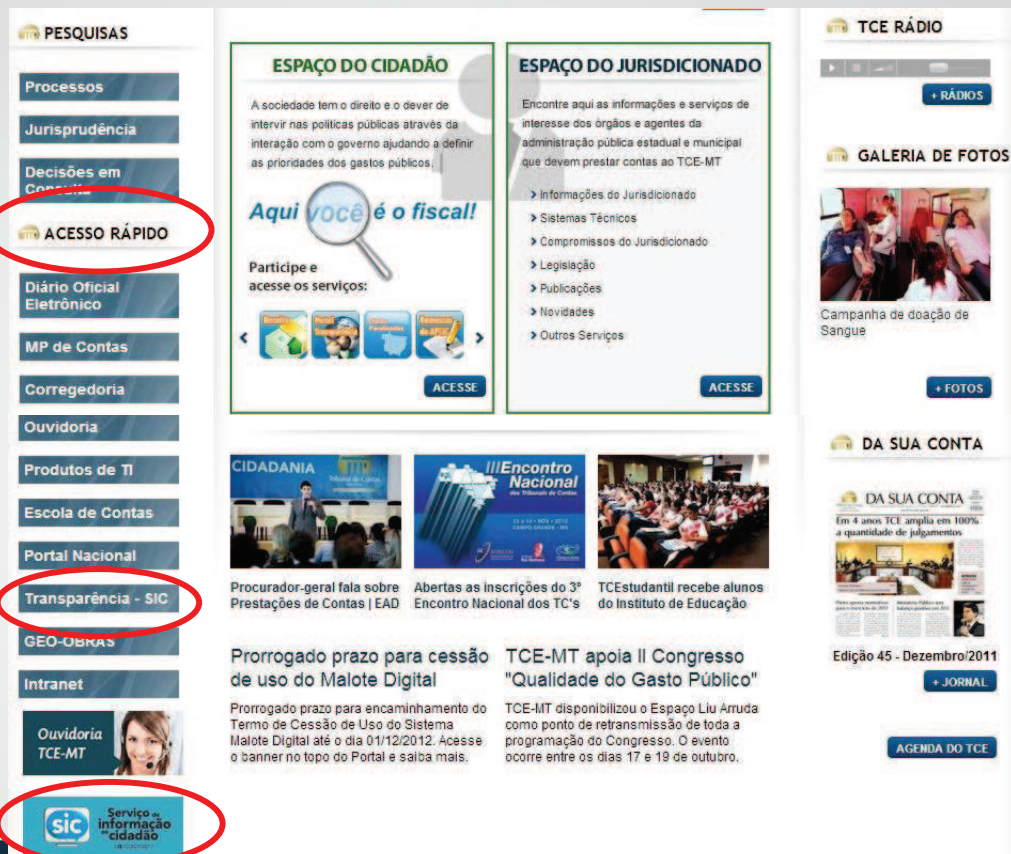 PESQUISAS
Processos
Jurisprudência
Decisões em
Consulta
ACESSO RÁPIDO
Diário Oficial
Eletrônico
MP de Contas
Corregedoria
Ouvidoria
Produtos de TI
Escola de Contas
Portal Nacional
Transparência - SIC
GEO-OBRAS
Intranet
Ouvidoria
TCE-MT
sic
Serviço de
informação
ao cidadão
ESPAÇO DO CIDADÃO
A sociedade tem o direito e o dever de
intervir nas políticas públicas através da
interação com o governo ajudando a definir
as prioridades dos gastos públicos.
Aqui você é o fiscal!
Participe e
acesse os serviços:
Portal
Transparência
ACESSE
ESPAÇO DO JURISDICIONADO
Encontre aqui as informações e serviços de
interesse dos órgãos e agentes da
administração pública estadual e municipal
que devem prestar contas ao TCE-MT
Informações do Jurisdicionado
Sistemas Técnicos
Compromissos do Jurisdicionado
Legislação
Publicações
Novidades
Outros Serviços
ACESSE
CIDADANIA
Tribunal de Contas
III Encontro
Nacional
dos Tribunais de Contas
CAMPO GRANDE - MS
Procurador-geral fala sobre
Prestações de Contas | EAD
Abertas as inscrições do 3º
Encontro Nacional dos TC's
TCEstudantil recebe alunos
do Instituto de Educação
Prorrogado prazo para cessão
de uso do Malote Digital
Prorrogado prazo para encaminhamento do
Termo de Cessão de Uso do Sistema
Malote Digital até o dia 01/12/2012. Acesse
o banner no topo do Portal e saiba mais.
TCE-MT apoia II Congresso
"Qualidade do Gasto Público"
TCE-MT disponibilizou o Espaço Liu Arruda
como ponto de retransmissão de toda a
programação do Congresso. O evento
ocorre entre os dias 17 e 19 de outubro.
TCE RÁDIO
+ RÁDIOS
GALERIA DE FOTOS
Campanha de doação de
Sangue
+ FOTOS
DA SUA CONTA
DA SUA CONTA
Em 4 anos TCE amplia em 100%
a quantidade de julgamentos
Edição 45 - Dezembro/2011
+ JORNAL
AGENDA DO TCE